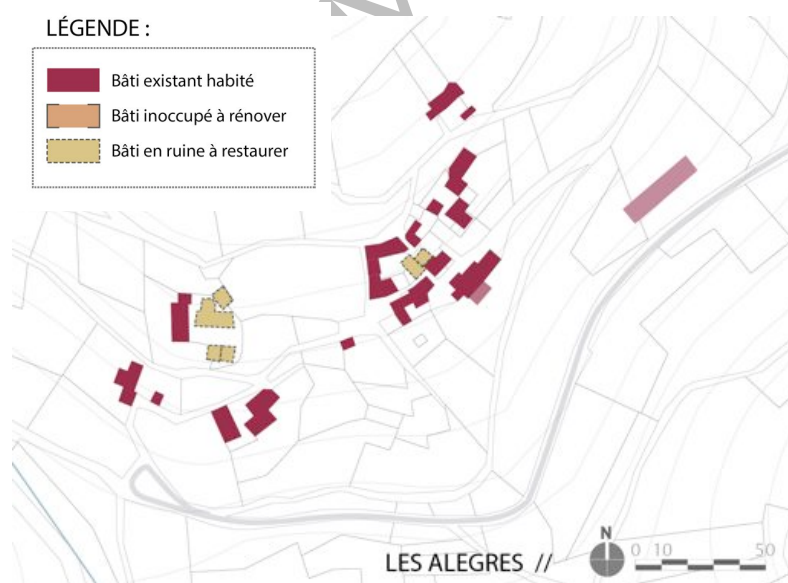 LÉGENDE :
Bâti existant habité
Bâti inoccupé à rénover
Bâti en ruine à restaurer
LES ALEGRES //
N
0 10 50